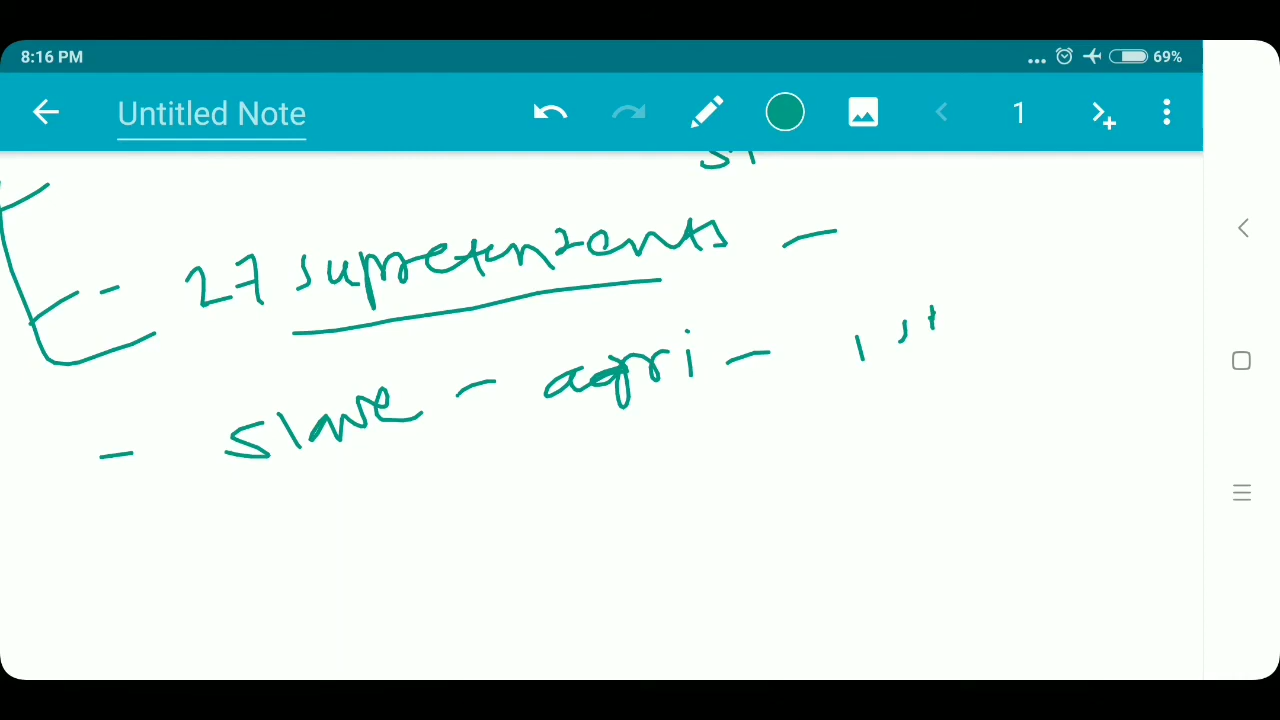 8:16 PM 69%
Untitled Note 1
- 27 supretenzents -
- slave - agri - 1st